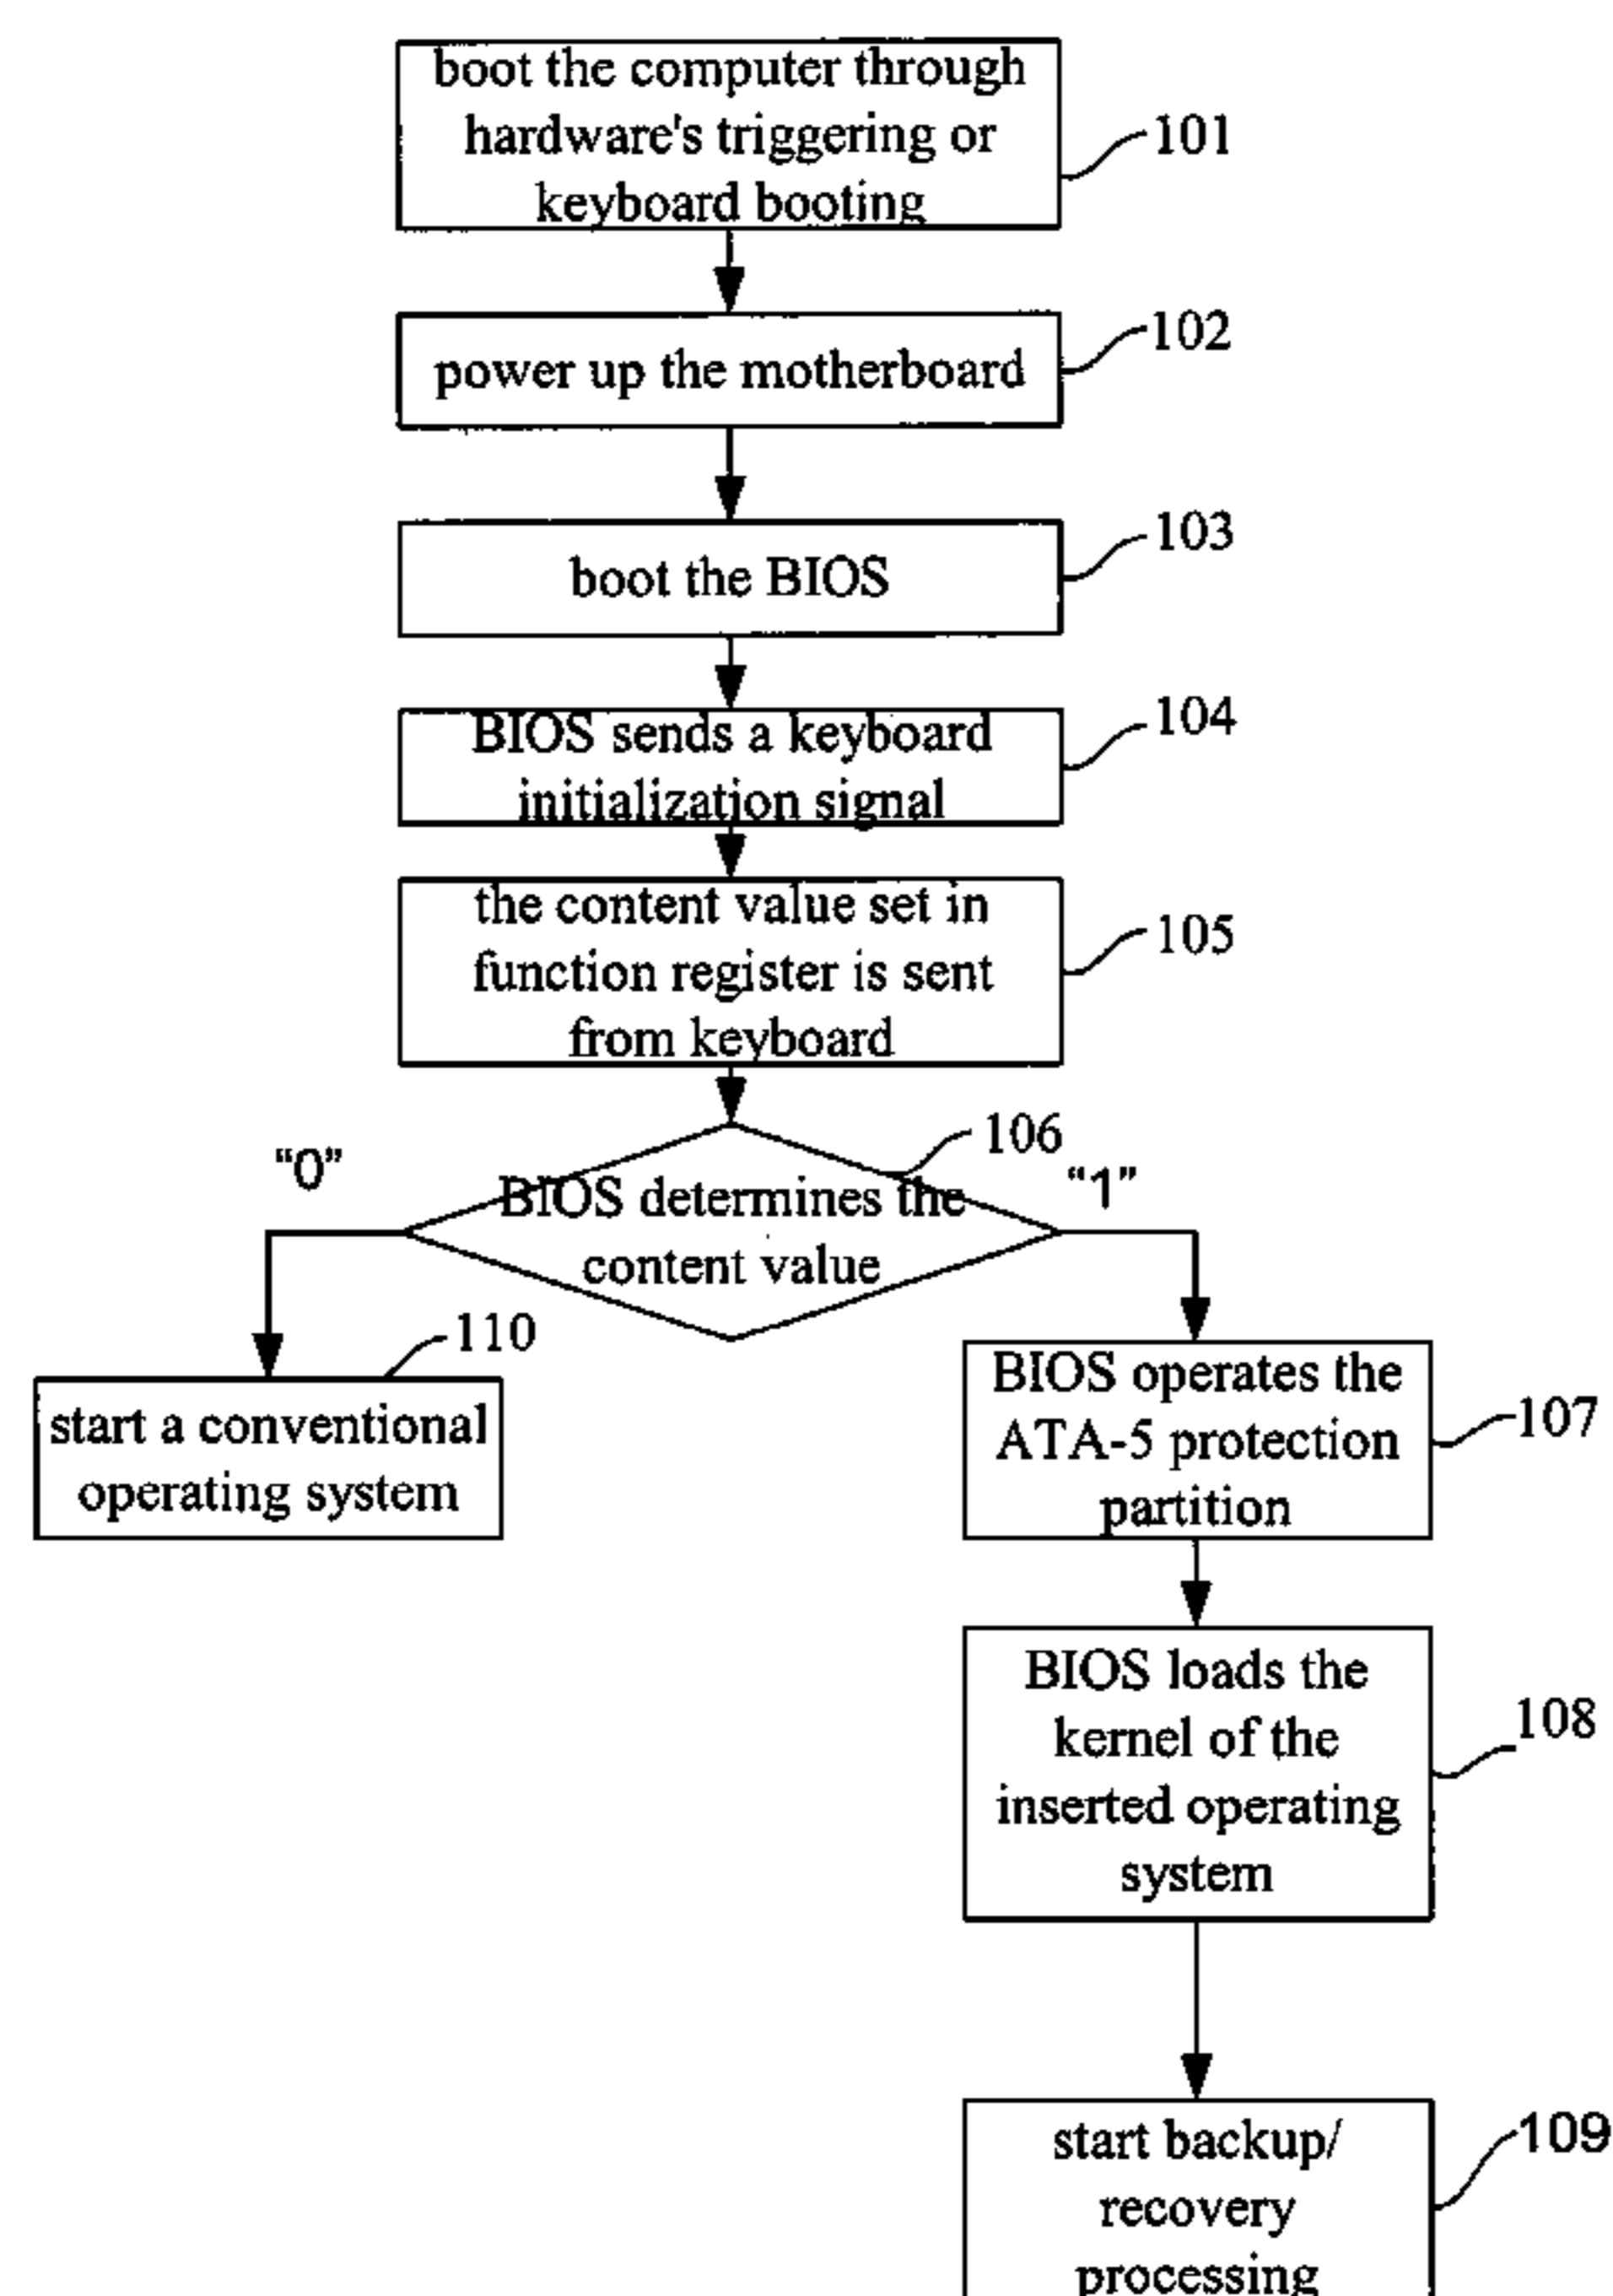 boot the computer through
hardware's triggering or
keyboard booting
101
power up the motherboard
102
boot the BIOS
103
BIOS sends a keyboard
initialization signal
104
the content value set in
function register is sent
from keyboard
105
106
"0"
"1"
BIOS determines the
content value
110
start a conventional
operating system
BIOS operates the
ATA-5 protection
partition
107
BIOS loads the
kernel of the
inserted operating
system
108
start backup/
recovery
processing
109